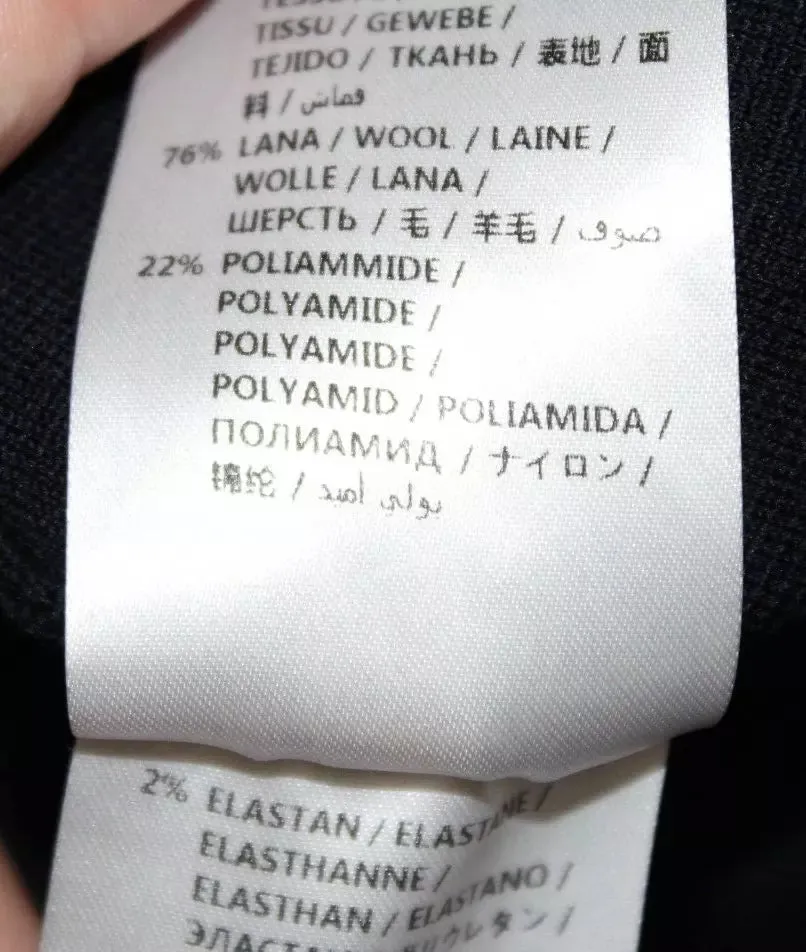 TISSU / GEWEBE /
TEJIDO / ТКАНЬ / 表地 / 面
料 / قماش
76% LANA / WOOL / LAINE /
WOLLE / LANA /
ШЕРСТЬ / 毛 / 羊毛 / صوف
22% POLIAMMIDE /
POLYAMIDE /
POLYAMIDE /
POLYAMID / POLIAMIDA /
ПОЛИАМИД / ナイロン /
锦纶 / بولي أميد
2% ELASTAN / ELASTANE /
ELASTHANNE /
ELASTHAN / ELASTANO /